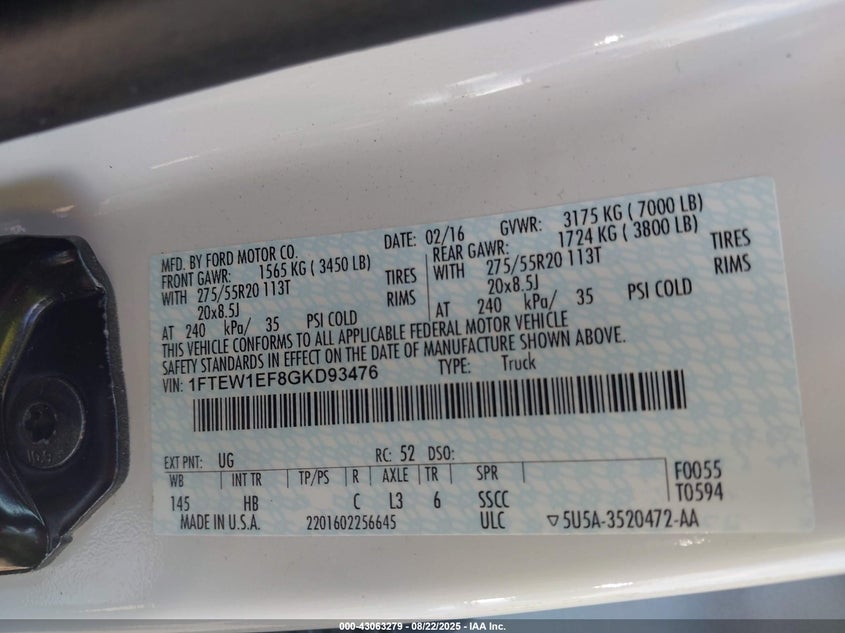 MFD. BY FORD MOTOR CO. DATE: 02/16 GVWR: 3175 KG ( 7000 LB)
FRONT GAWR: 1565 KG ( 3450 LB) REAR GAWR: 1724 KG ( 3800 LB)
WITH 275/55R20 113T TIRES WITH 275/55R20 113T TIRES
20x8.5J RIMS 20x8.5J RIMS
AT 240 kPa/ 35 PSI COLD AT 240 kPa/ 35 PSI COLD
THIS VEHICLE CONFORMS TO ALL APPLICABLE FEDERAL MOTOR VEHICLE
SAFETY STANDARDS IN EFFECT ON THE DATE OF MANUFACTURE SHOWN ABOVE.
VIN: 1FTEW1EF8GKD93476 TYPE: Truck
EXT PNT: UG RC: 52 DSO:
WB INT TR TP/PS R AXLE TR SPR F0055
145 HB C L3 6 SSCC T0594
MADE IN U.S.A. 2201602256645 ULC ▽5U5A-3520472-AA
000-43063279 - 08/22/2025 - IAA Inc.